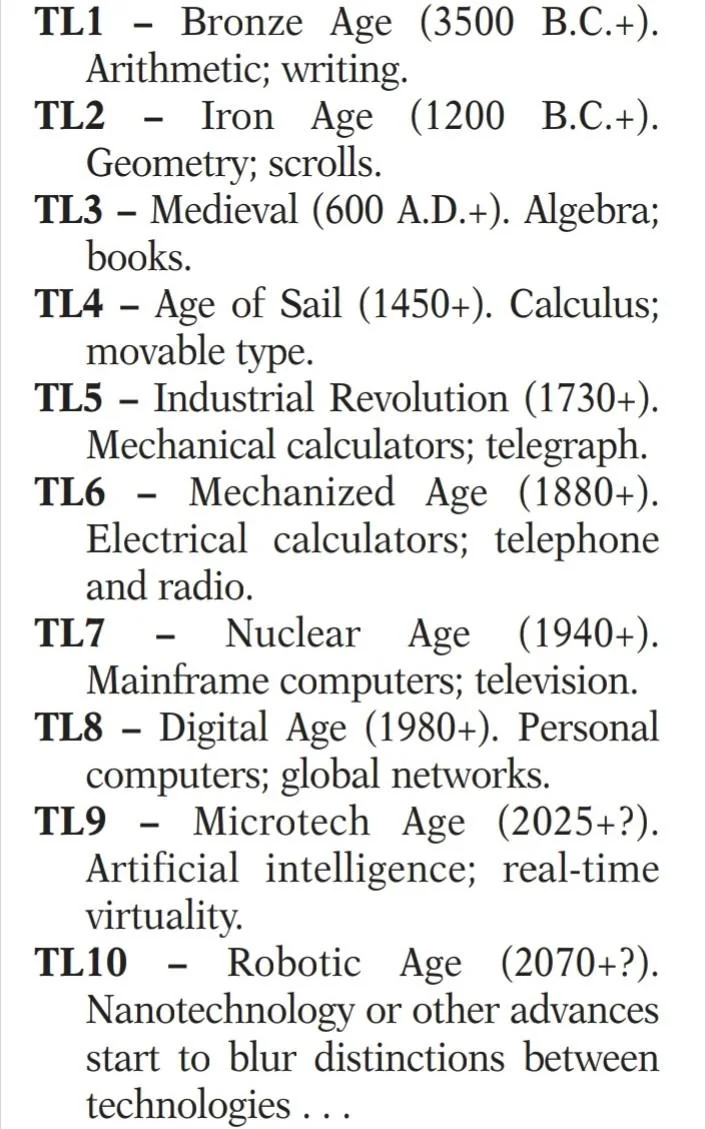 TL1 – Bronze Age (3500 B.C.+).
Arithmetic; writing.
TL2 – Iron Age (1200 B.C.+).
Geometry; scrolls.
TL3 – Medieval (600 A.D.+). Algebra;
books.
TL4 – Age of Sail (1450+). Calculus;
movable type.
TL5 – Industrial Revolution (1730+).
Mechanical calculators; telegraph.
TL6 – Mechanized Age (1880+).
Electrical calculators; telephone
and radio.
TL7 – Nuclear Age (1940+).
Mainframe computers; television.
TL8 – Digital Age (1980+). Personal
computers; global networks.
TL9 – Microtech Age (2025+?).
Artificial intelligence; real-time
virtuality.
TL10 – Robotic Age (2070+?).
Nanotechnology or other advances
start to blur distinctions between
technologies . . .